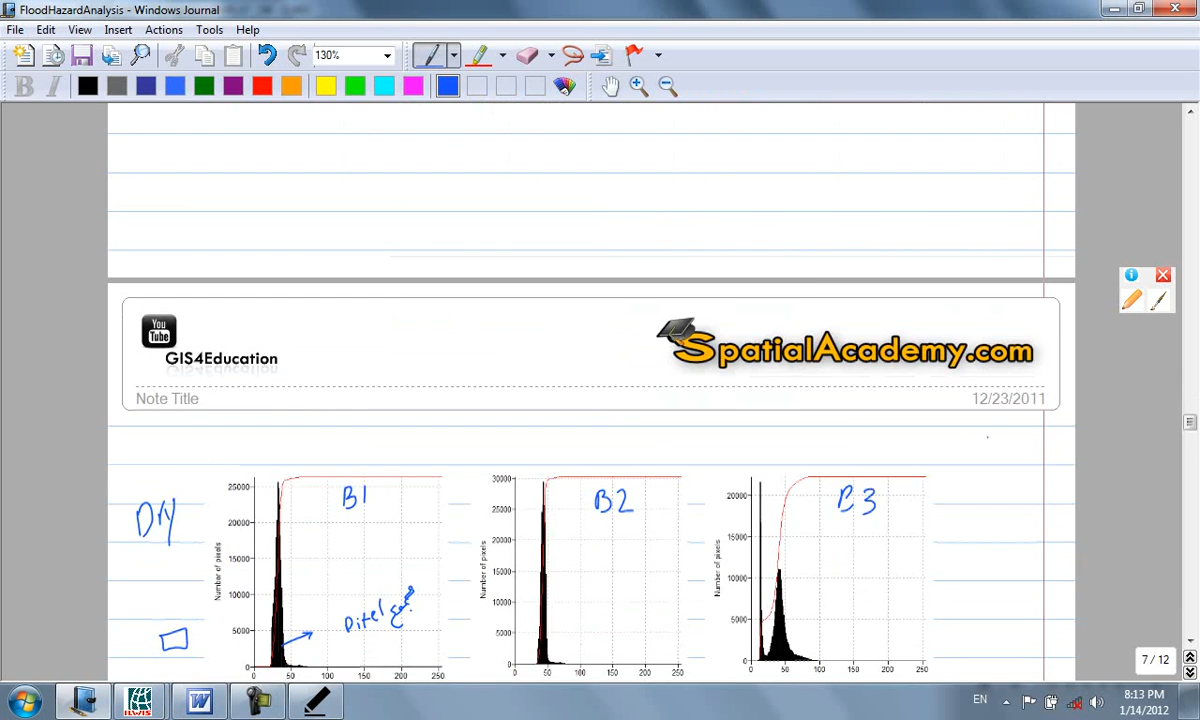 FloodHazardAnalysis - Windows Journal
File Edit View Insert Actions Tools Help
130%
B I
You
Tube
GIS4Education
SpatialAcademy.com
Note Title
12/23/2011
DN
B1
B2
B3
Number of pixels
25000
20000
15000
10000
5000
0
0 50 100 150 200 250
Number of pixels
30000
25000
20000
15000
10000
5000
0
0 50 100 150 200 250
Number of pixels
20000
15000
10000
5000
0
0 50 100 150 200 250
7 / 12
ILWIS
W
EN
8:13 PM
1/14/2012